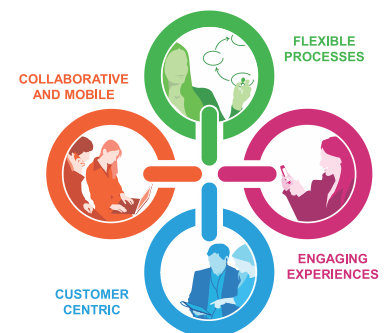 FLEXIBLE
PROCESSES
COLLABORATIVE
AND MOBILE
ENGAGING
EXPERIENCES
CUSTOMER
CENTRIC